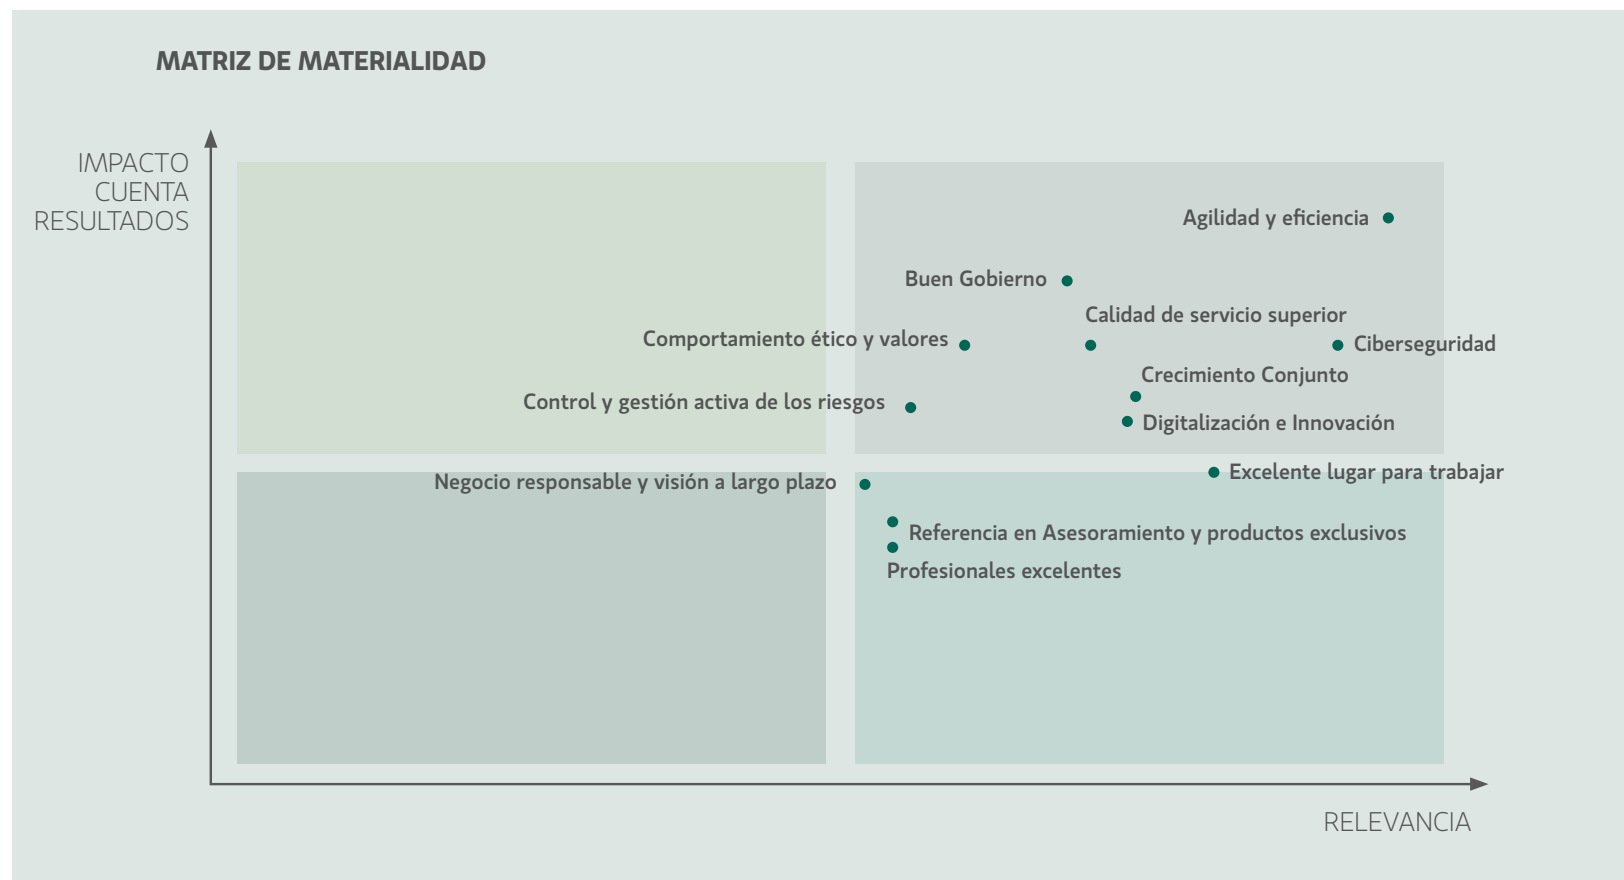 MATRIZ DE MATERIALIDAD
IMPACTO
CUENTA
RESULTADOS
Agilidad y eficiencia
Buen Gobierno
Calidad de servicio superior
Comportamiento ético y valores
Ciberseguridad
Crecimiento Conjunto
Control y gestión activa de los riesgos
Digitalización e Innovación
Excelente lugar para trabajar
Negocio responsable y visión a largo plazo
Referencia en Asesoramiento y productos exclusivos
Profesionales excelentes
RELEVANCIA